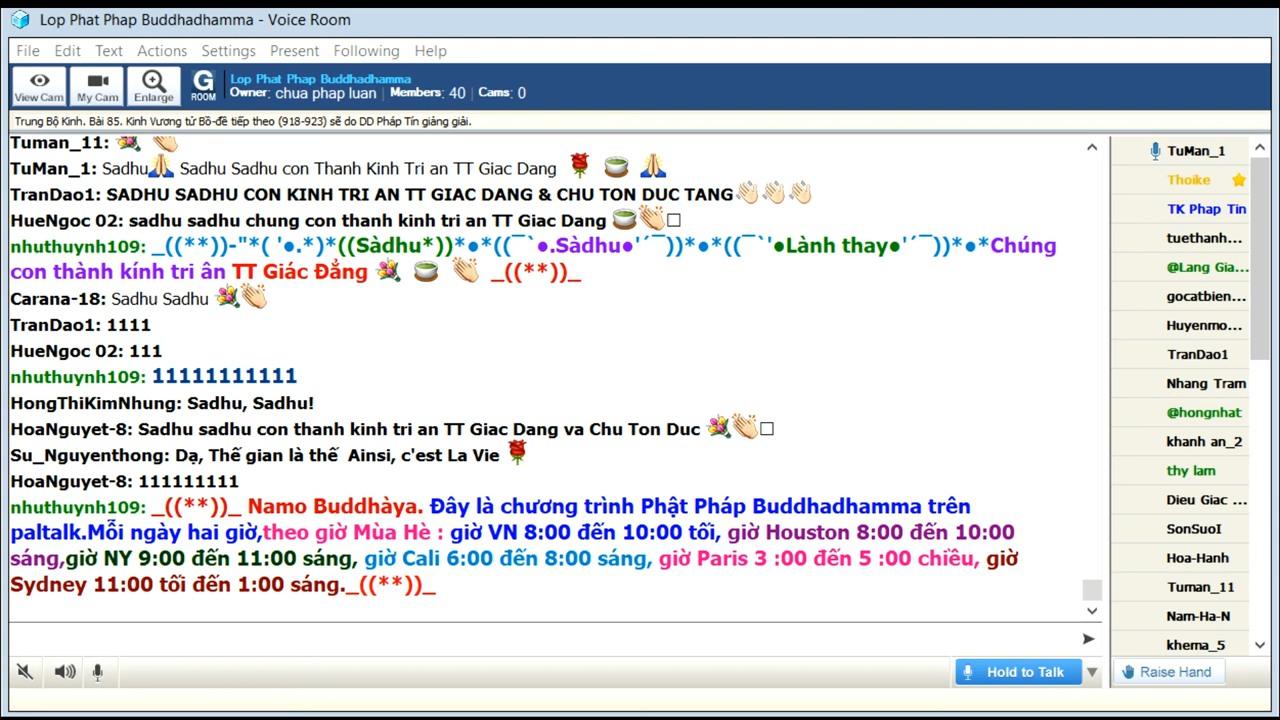 Lop Phat Phap Buddhadhamma - Voice Room
File Edit Text Actions Settings Present Following Help
View Cam My Cam Enlarge G ROOM
Lop Phat Phap Buddhadhamma
Owner: chua phap luan Members: 40 Cams: 0
Trung Bộ Kinh. Bài 85. Kinh Vương tử Bồ-đề tiếp theo (918-923) sẽ do DD Pháp Tín giảng giải.
Tuman_11:
TuMan_1: Sadhu Sadhu Sadhu con Thanh Kinh Tri an TT Giac Dang
TranDao1: SADHU SADHU CON KINH TRI AN TT GIAC DANG & CHU TON DUC TANG
HueNgoc 02: sadhu sadhu chung con thanh kinh tri an TT Giac Dang
nhuthuynh109: _((**))-"*( '●.*)*((Sàdhu*))*●*((¯`●.Sàdhu●'´¯))*●*((¯`'●Lành thay●'´¯))*●*Chúng
con thành kính tri ân TT Giác Đẳng _((**))_
Carana-18: Sadhu Sadhu
TranDao1: 1111
HueNgoc 02: 111
nhuthuynh109: 11111111111
HongThiKimNhung: Sadhu, Sadhu!
HoaNguyet-8: Sadhu sadhu con thanh kinh tri an TT Giac Dang va Chu Ton Duc
Su_Nguyenthong: Dạ, Thế gian là thế Ainsi, c'est La Vie
HoaNguyet-8: 111111111
nhuthuynh109: _((**))_ Namo Buddhàya. Đây là chương trình Phật Pháp Buddhadhamma trên
paltalk.Mỗi ngày hai giờ,theo giờ Mùa Hè : giờ VN 8:00 đến 10:00 tối, giờ Houston 8:00 đến 10:00
sáng,giờ NY 9:00 đến 11:00 sáng, giờ Cali 6:00 đến 8:00 sáng, giờ Paris 3 :00 đến 5 :00 chiều, giờ
Sydney 11:00 tối đến 1:00 sáng._((**))_
TuMan_1
Thoike
TK Phap Tin
tuethanh...
@Lang Gia...
gocatbien...
Huyenmo...
TranDao1
Nhang Tram
@hongnhat
khanh an_2
thy lam
Dieu Giac ...
SonSuoI
Hoa-Hanh
Tuman_11
Nam-Ha-N
khema_5
Hold to Talk
Raise Hand